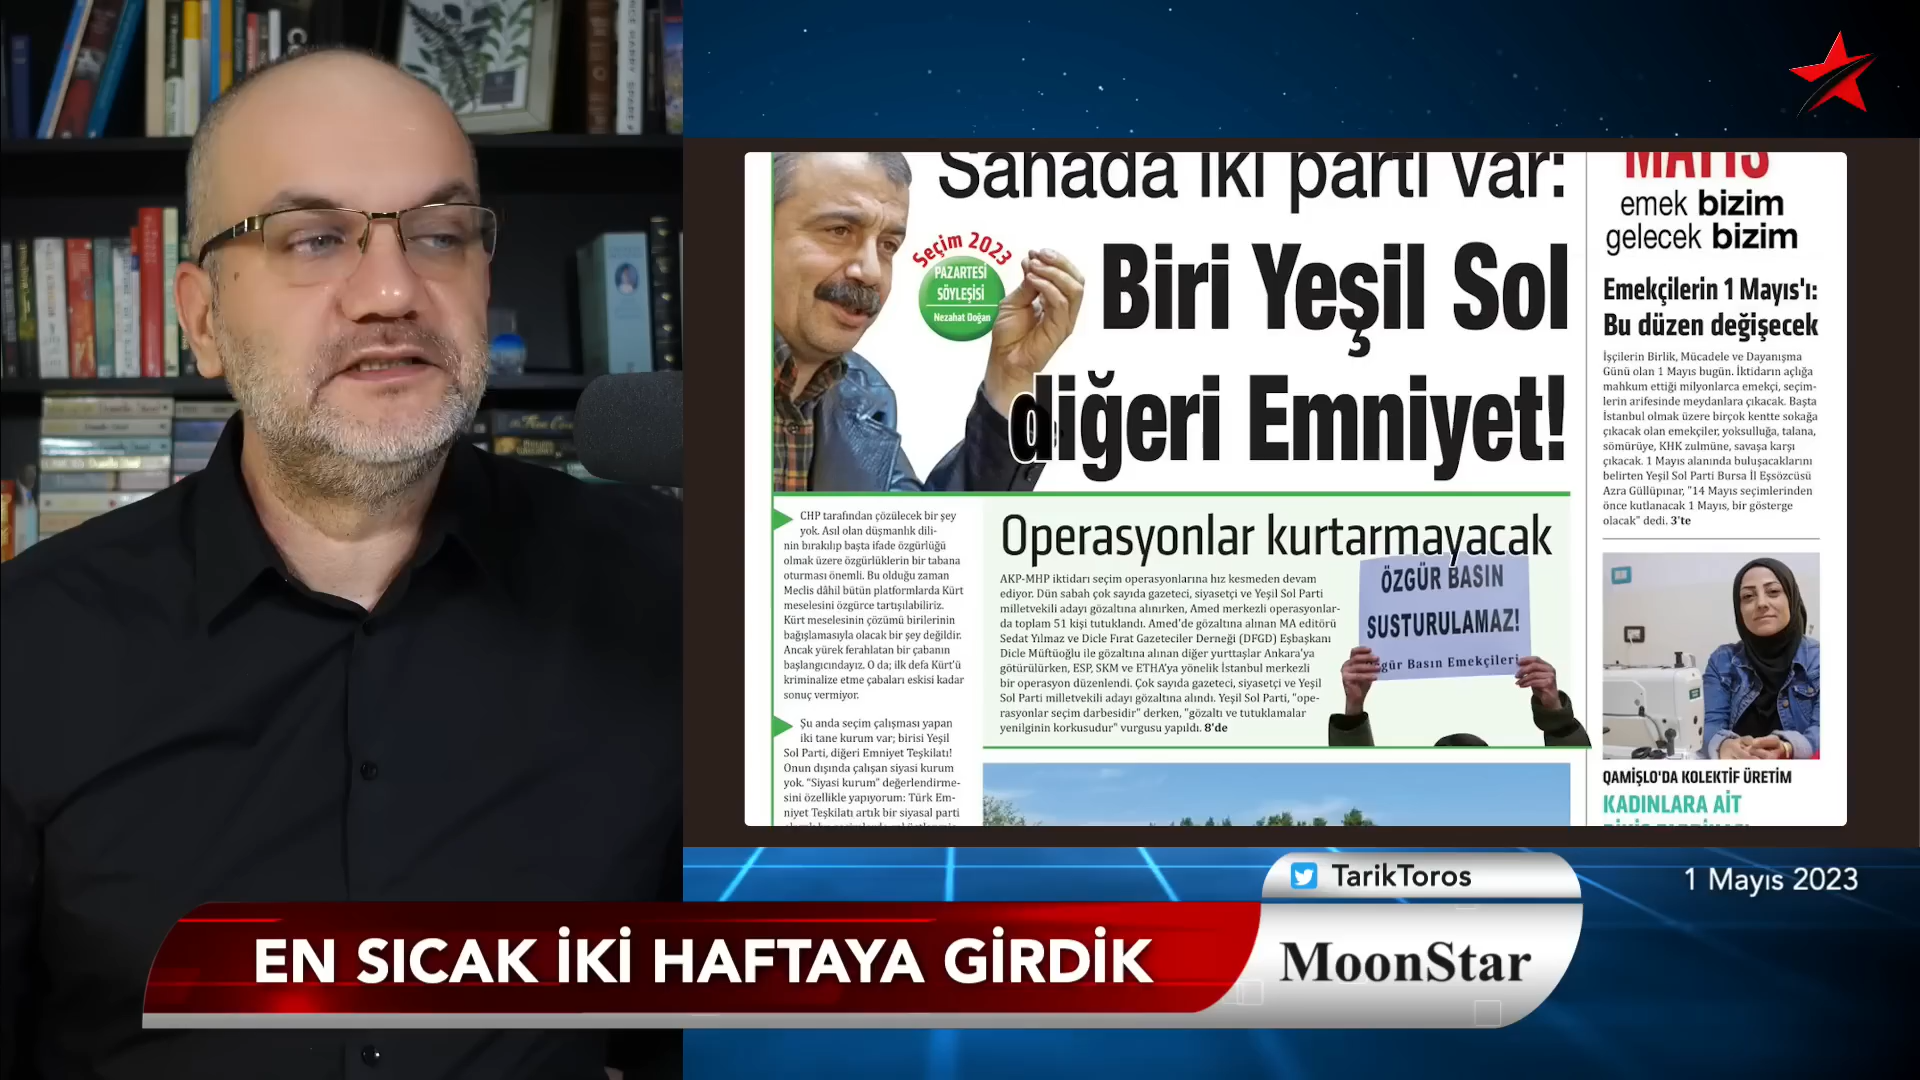 Sahada iki parti var:
Seçim 2023
PAZARTESİ
SÖYLEŞİSİ
Nezahat Doğan
Biri Yeşil Sol
diğeri Emniyet!
CHP tarafından çözülecek bir şey
yok. Asıl olan düşmanlık dili-
nin bırakılıp başta ifade özgürlüğü
olmak üzere özgürlüklerin bir tabana
oturması önemli. Bu olduğu zaman
Meclis dâhil bütün platformlarda Kürt
meselesini özgürce tartışılabiliriz.
Kürt meselesinin çözümü birilerinin
bağışlamasıyla olacak bir şey değildir.
Ancak yürek ferahlatan bir çabanın
başlangıcındayız. O da; ilk defa Kürt'ü
kriminalize etme çabaları eskisi kadar
sonuç vermiyor.
Şu anda seçim çalışması yapan
iki tane kurum var; birisi Yeşil
Sol Parti, diğeri Emniyet Teşkilatı!
Onun dışında çalışan siyasi kurum
yok. "Siyasi kurum" değerlendirme-
sini özellikle yapıyorum: Türk Em-
niyet Teşkilatı artık bir siyasal parti
Operasyonlar kurtarmayacak
AKP-MHP iktidarı seçim operasyonlarına hız kesmeden devam
ediyor. Dün sabah çok sayıda gazeteci, siyasetçi ve Yeşil Sol Parti
milletvekili adayı gözaltına alınırken, Amed merkezli operasyonlar-
da toplam 51 kişi tutuklandı. Amed'de gözaltına alınan MA editörü
Sedat Yılmaz ve Dicle Fırat Gazeteciler Derneği (DFGD) Eşbaşkanı
Dicle Müftüoğlu ile gözaltına alınan diğer yurttaşlar Ankara'ya
götürülürken, ESP, SKM ve ETHA'ya yönelik İstanbul merkezli
bir operasyon düzenlendi. Çok sayıda gazeteci, siyasetçi ve Yeşil
Sol Parti milletvekili adayı gözaltına alındı. Yeşil Sol Parti, "ope-
rasyonlar seçim darbesidir" derken, "gözaltı ve tutuklamalar
yenilginin korkusudur" vurgusu yapıldı. 8'de
ÖZGÜR BASIN
SUSTURULAMAZ!
Özgür Basın Emekçileri
MAYIS
emek bizim
gelecek bizim
Emekçilerin 1 Mayıs'ı:
Bu düzen değişecek
İşçilerin Birlik, Mücadele ve Dayanışma
Günü olan 1 Mayıs bugün. İktidarın açlığa
mahkum ettiği milyonlarca emekçi, seçim-
lerin arifesinde meydanlara çıkacak. Başta
İstanbul olmak üzere birçok kentte sokağa
çıkacak olan emekçiler, yoksulluğa, talana,
sömürüye, KHK zulmüne, savaşa karşı
çıkacak. 1 Mayıs alanında buluşacaklarını
belirten Yeşil Sol Parti Bursa İl Eşsözcüsü
Azra Güllüpınar, "14 Mayıs seçimlerinden
önce kutlanacak 1 Mayıs, bir gösterge
olacak" dedi. 3'te
QAMİŞLO'DA KOLEKTİF ÜRETİM
KADINLARA AİT
TarikToros
1 Mayıs 2023
EN SICAK İKİ HAFTAYA GİRDİK
MoonStar